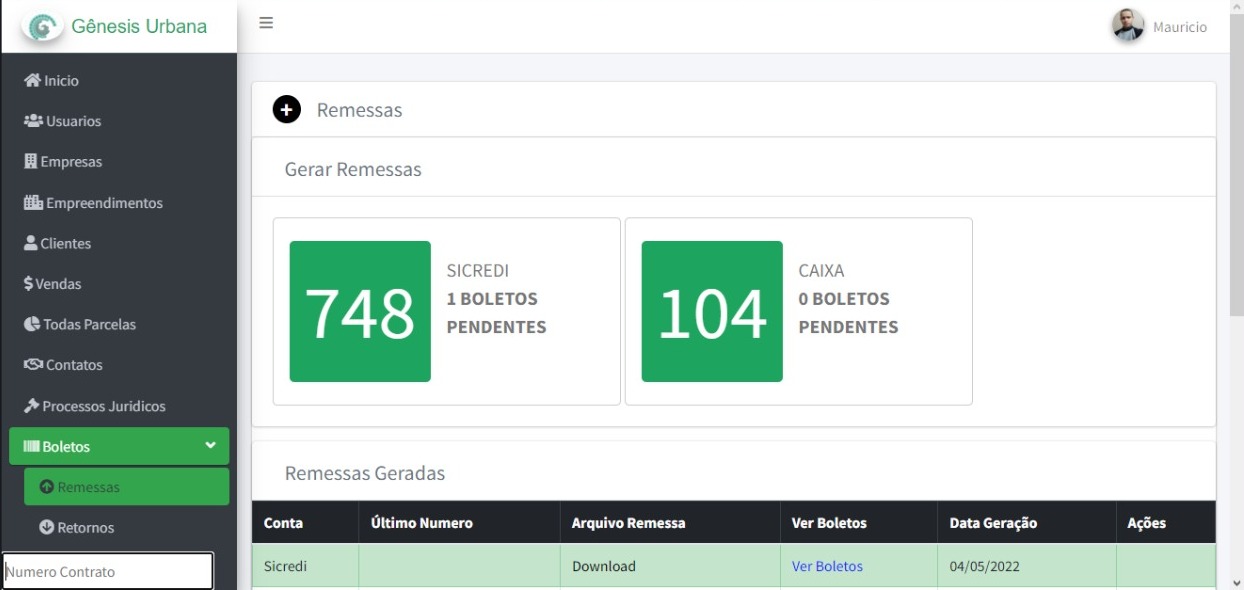 Gênesis Urbana
Mauricio
Inicio
Usuarios
Empresas
Empreendimentos
Clientes
Vendas
Todas Parcelas
Contatos
Processos Juridicos
Boletos
Remessas
Retornos
Numero Contrato
Remessas
Gerar Remessas
748
SICREDI
1 BOLETOS
PENDENTES
104
CAIXA
0 BOLETOS
PENDENTES
Remessas Geradas
Conta Último Numero Arquivo Remessa Ver Boletos Data Geração Ações
Sicredi Download Ver Boletos 04/05/2022